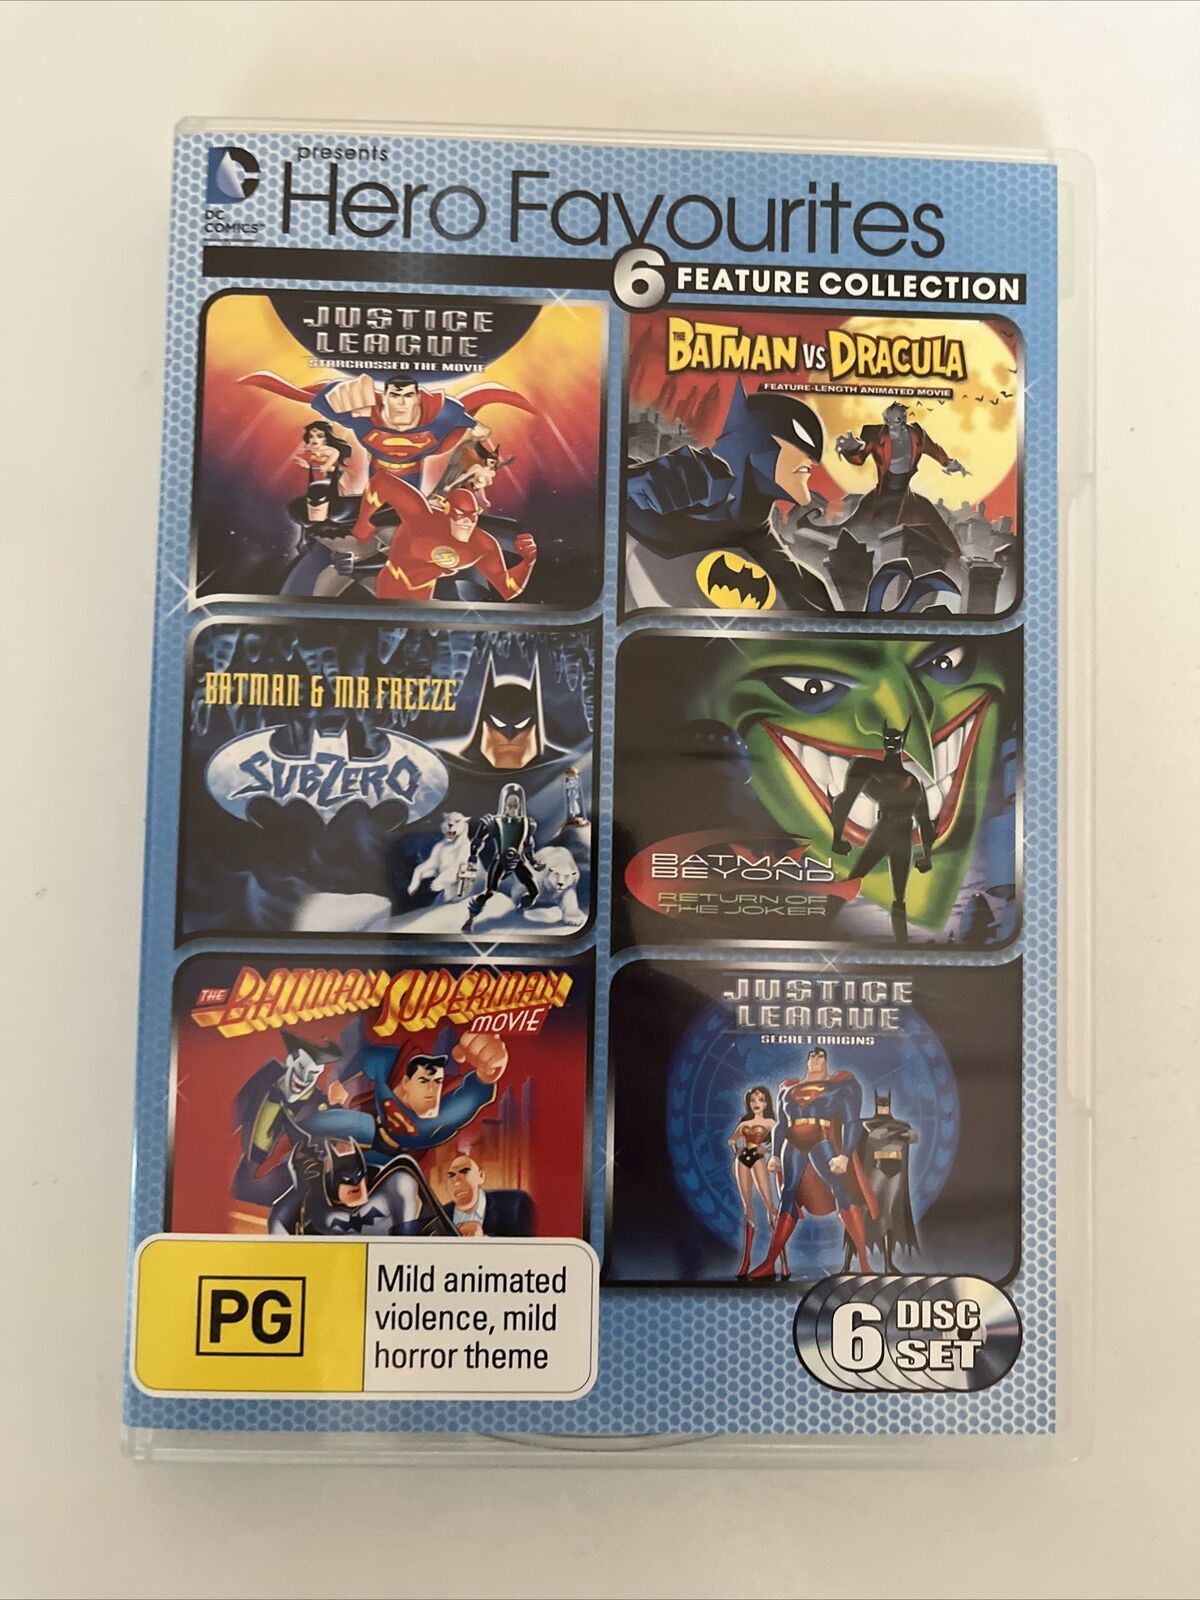 DC COMICS™
presents
Hero Favourites
6 FEATURE COLLECTION
JUSTICE
LEAGUE
STARCROSSED THE MOVIE
THE BATMAN VS DRACULA
FEATURE-LENGTH ANIMATED MOVIE
BATMAN & MR FREEZE
SUBZERO
BATMAN
BEYOND
RETURN OF
THE JOKER
THE BATMAN SUPERMAN
MOVIE
JUSTICE
LEAGUE
SECRET ORIGINS
PG
Mild animated
violence, mild
horror theme
6 DISC
SET